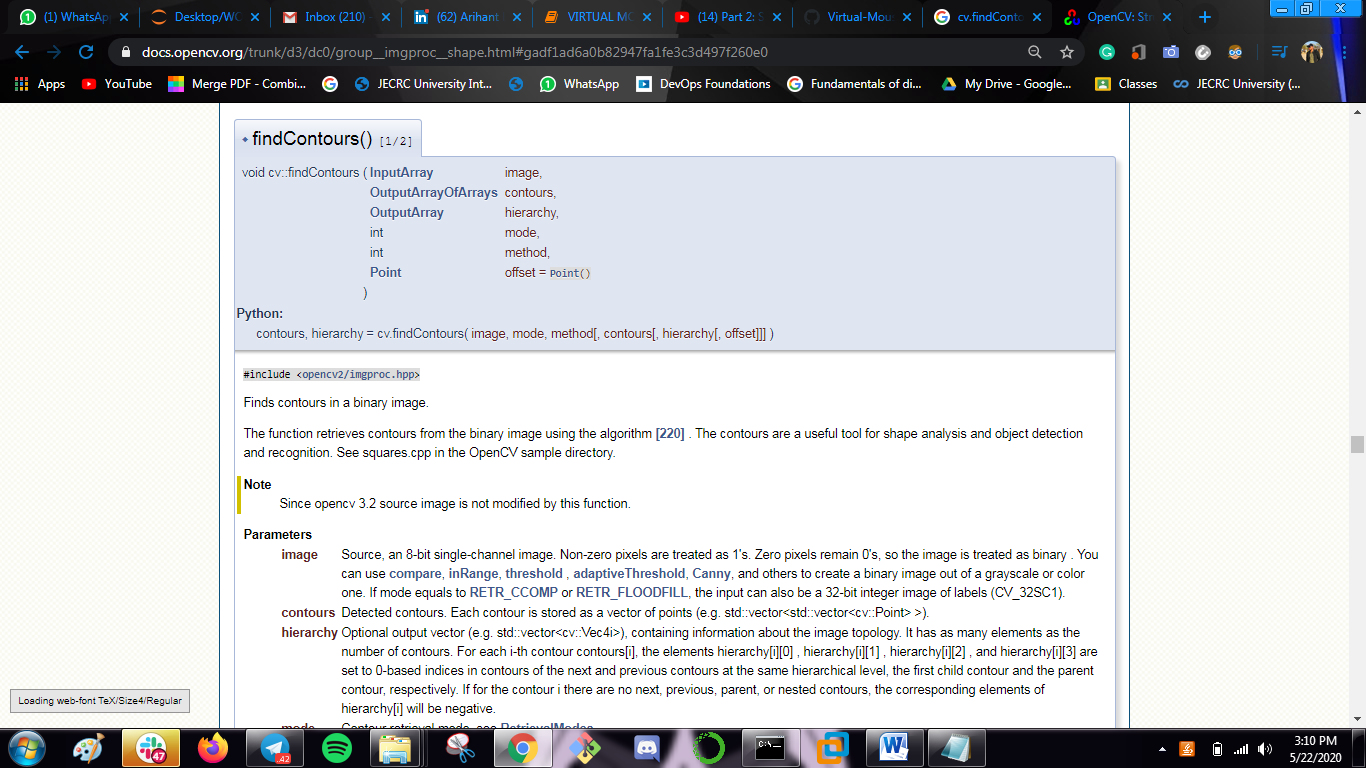 (1) WhatsAp
Desktop/WC
Inbox (210) -
(62) Arihant
VIRTUAL MO
(14) Part 2: S
Virtual-Mous
cv.findConto
OpenCV: Str
docs.opencv.org/trunk/d3/dc0/group__imgproc__shape.html#gadf1ad6a0b82947fa1fe3c3d497f260e0
Apps
YouTube
Merge PDF - Combi...
JECRC University Int...
WhatsApp
DevOps Foundations
Fundamentals of di...
My Drive - Google...
Classes
JECRC University (...
findContours() [1/2]
void cv::findContours ( InputArray image,
OutputArrayOfArrays contours,
OutputArray hierarchy,
int mode,
int method,
Point offset = Point()
)
Python:
contours, hierarchy = cv.findContours( image, mode, method[, contours[, hierarchy[, offset]]] )
#include <opencv2/imgproc.hpp>
Finds contours in a binary image.
The function retrieves contours from the binary image using the algorithm [220] . The contours are a useful tool for shape analysis and object detection
and recognition. See squares.cpp in the OpenCV sample directory.
Note
Since opencv 3.2 source image is not modified by this function.
Parameters
image Source, an 8-bit single-channel image. Non-zero pixels are treated as 1's. Zero pixels remain 0's, so the image is treated as binary . You
can use compare, inRange, threshold , adaptiveThreshold, Canny, and others to create a binary image out of a grayscale or color
one. If mode equals to RETR_CCOMP or RETR_FLOODFILL, the input can also be a 32-bit integer image of labels (CV_32SC1).
contours Detected contours. Each contour is stored as a vector of points (e.g. std::vector<std::vector<cv::Point> >).
hierarchy Optional output vector (e.g. std::vector<cv::Vec4i>), containing information about the image topology. It has as many elements as the
number of contours. For each i-th contour contours[i], the elements hierarchy[i][0] , hierarchy[i][1] , hierarchy[i][2] , and hierarchy[i][3] are
set to 0-based indices in contours of the next and previous contours at the same hierarchical level, the first child contour and the parent
contour, respectively. If for the contour i there are no next, previous, parent, or nested contours, the corresponding elements of
hierarchy[i] will be negative.
mode Contour retrieval mode, see RetrievalModes
Loading web-font TeX/Size4/Regular
47
42
C:\_
3:10 PM
5/22/2020